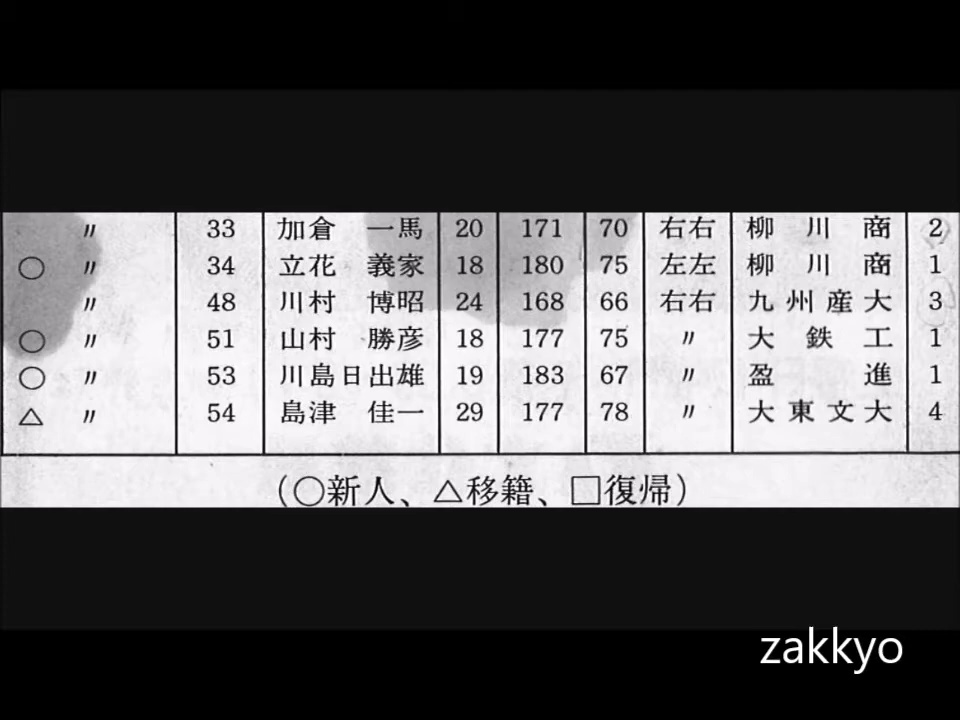 〃 33 加倉 一馬 20 171 70 右右 柳川商 2
○ 〃 34 立花 義家 18 180 75 左左 柳川商 1
〃 48 川村 博昭 24 168 66 右右 九州産大 3
○ 〃 51 山村 勝彦 18 177 75 〃 大鉄工 1
○ 〃 53 川島日出雄 19 183 67 〃 盈進 1
△ 〃 54 島津 佳一 29 177 78 〃 大東文大 4
(○新人、△移籍、□復帰)
zakkyo